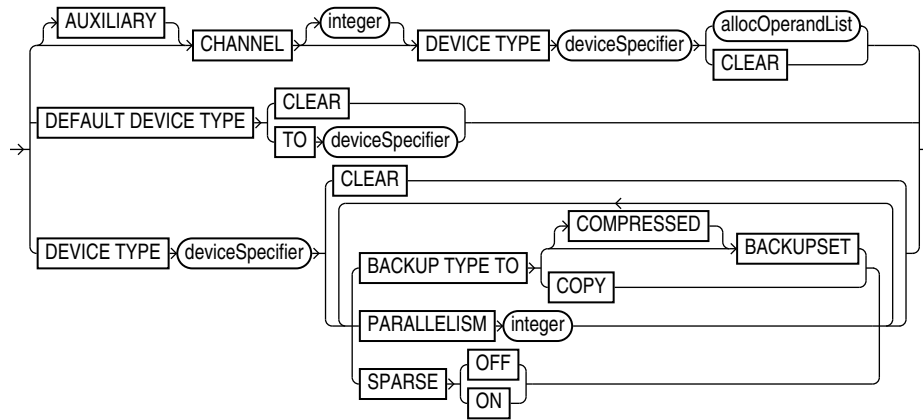 AUXILIARY
CHANNEL integer DEVICE TYPE deviceSpecifier allocOperandList
CLEAR
DEFAULT DEVICE TYPE CLEAR
TO deviceSpecifier
DEVICE TYPE deviceSpecifier CLEAR
BACKUP TYPE TO COMPRESSED BACKUPSET
COPY
PARALLELISM integer
SPARSE OFF
ON